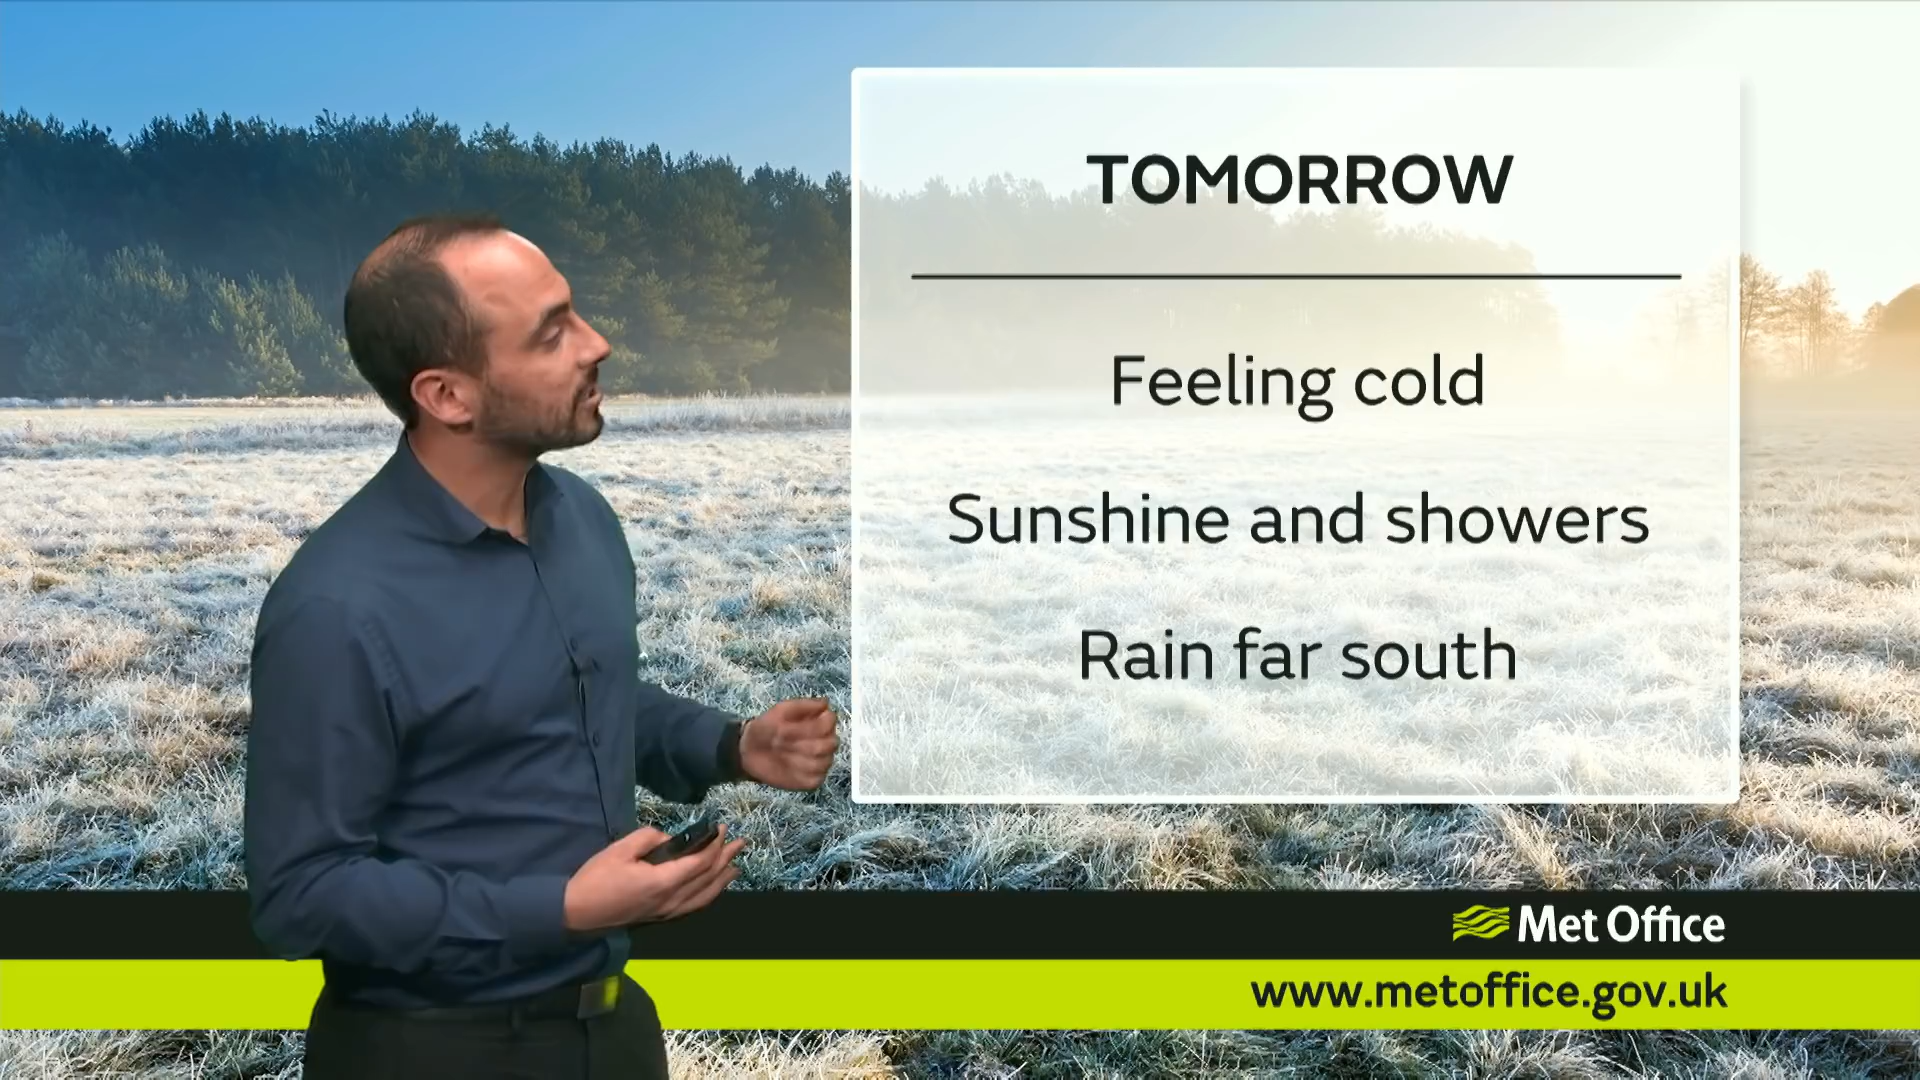 TOMORROW
Feeling cold
Sunshine and showers
Rain far south
Met Office
www.metoffice.gov.uk